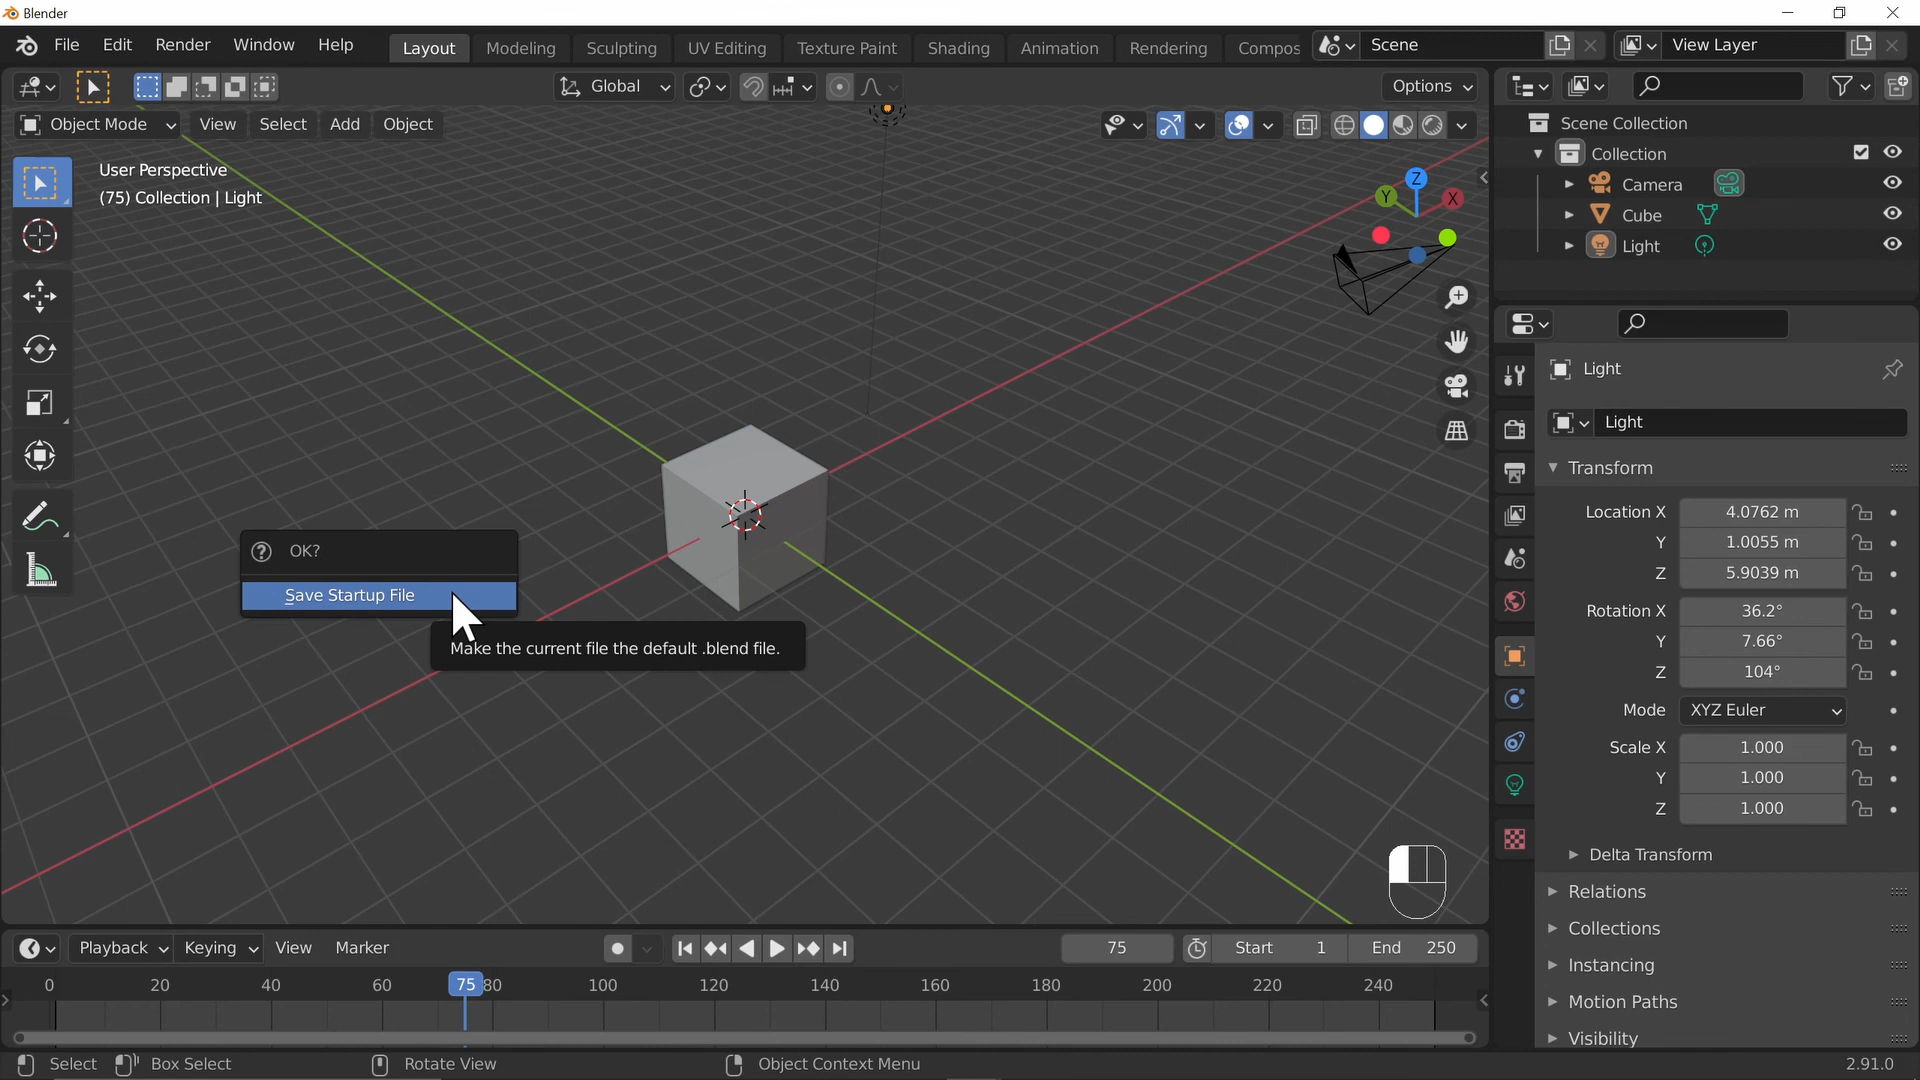 Blender
File Edit Render Window Help Layout Modeling Sculpting UV Editing Texture Paint Shading Animation Rendering Compos Scene View Layer
Global Options
Object Mode View Select Add Object
User Perspective
(75) Collection | Light
Z
Y
X
Scene Collection
Collection
Camera
Cube
Light
Light
Light
Transform
Location X 4.0762 m
Y 1.0055 m
Z 5.9039 m
Rotation X 36.2°
Y 7.66°
Z 104°
Mode XYZ Euler
Scale X 1.000
Y 1.000
Z 1.000
Delta Transform
Relations
Collections
Instancing
Motion Paths
Visibility
OK?
Save Startup File
Make the current file the default .blend file.
Playback Keying View Marker 75 Start 1 End 250
0 20 40 60 75 80 100 120 140 160 180 200 220 240
Select Box Select Rotate View Object Context Menu 2.91.0